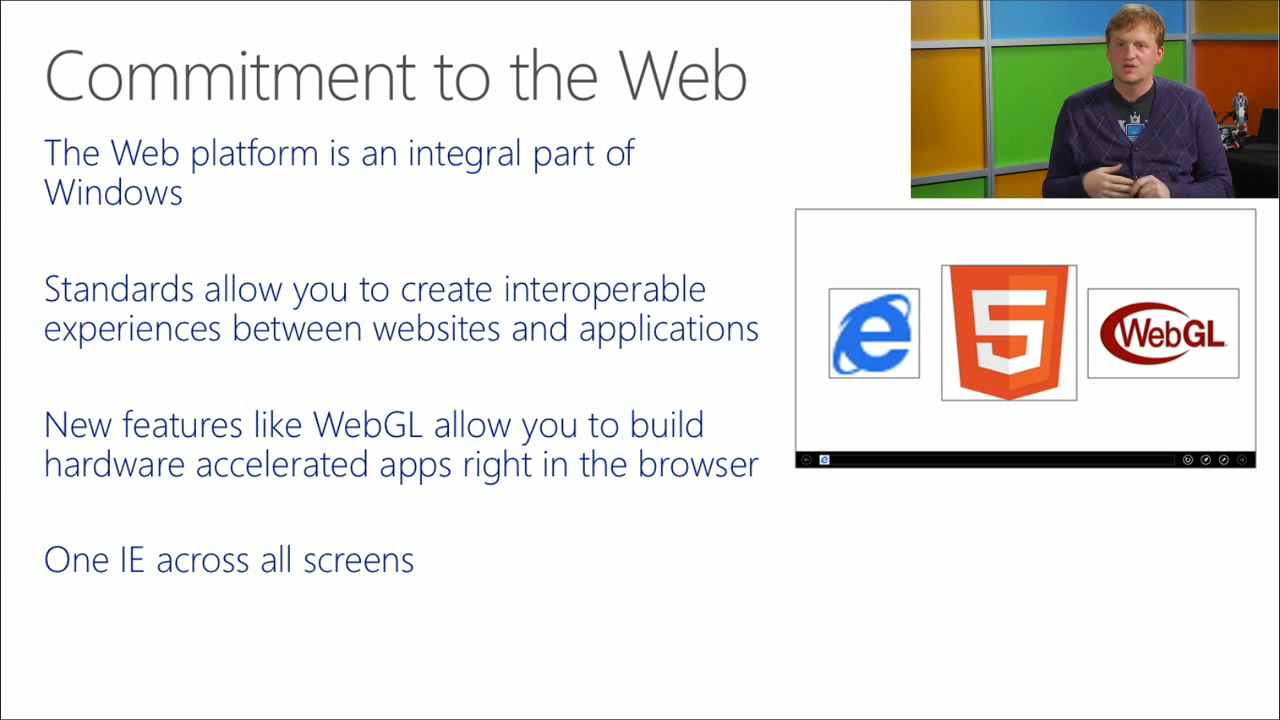 Commitment to the Web
The Web platform is an integral part of
Windows
Standards allow you to create interoperable
experiences between websites and applications
New features like WebGL allow you to build
hardware accelerated apps right in the browser
One IE across all screens
WebGL